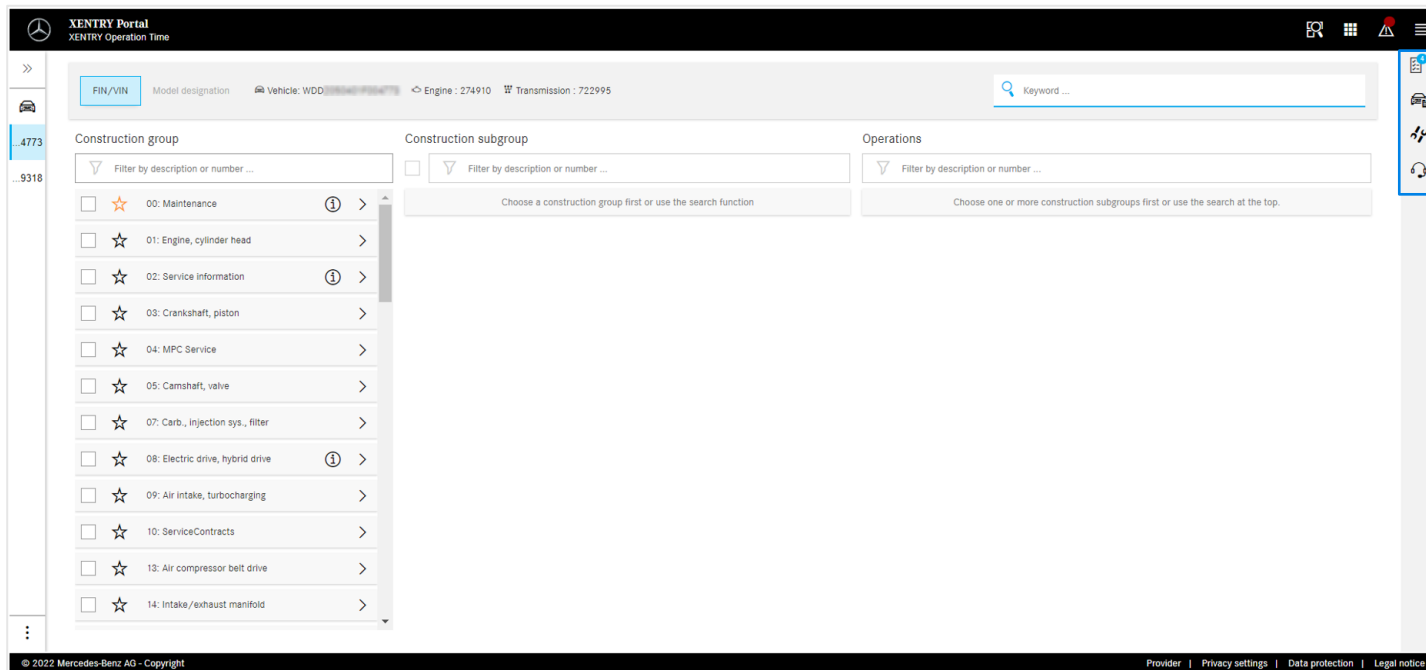 XENTRY Portal
XENTRY Operation Time
FIN/VIN
Model designation
Vehicle: WDD
Engine : 274910
Transmission : 722995
Keyword ...
4
...4773
...9318
Construction group
Construction subgroup
Operations
Filter by description or number ...
Filter by description or number ...
Filter by description or number ...
Choose a construction group first or use the search function
Choose one or more construction subgroups first or use the search at the top.
00: Maintenance
01: Engine, cylinder head
02: Service information
03: Crankshaft, piston
04: MPC Service
05: Camshaft, valve
07: Carb., injection sys., filter
08: Electric drive, hybrid drive
09: Air intake, turbocharging
10: ServiceContracts
13: Air compressor belt drive
14: Intake/exhaust manifold
© 2022 Mercedes-Benz AG - Copyright
Provider | Privacy settings | Data protection | Legal notice